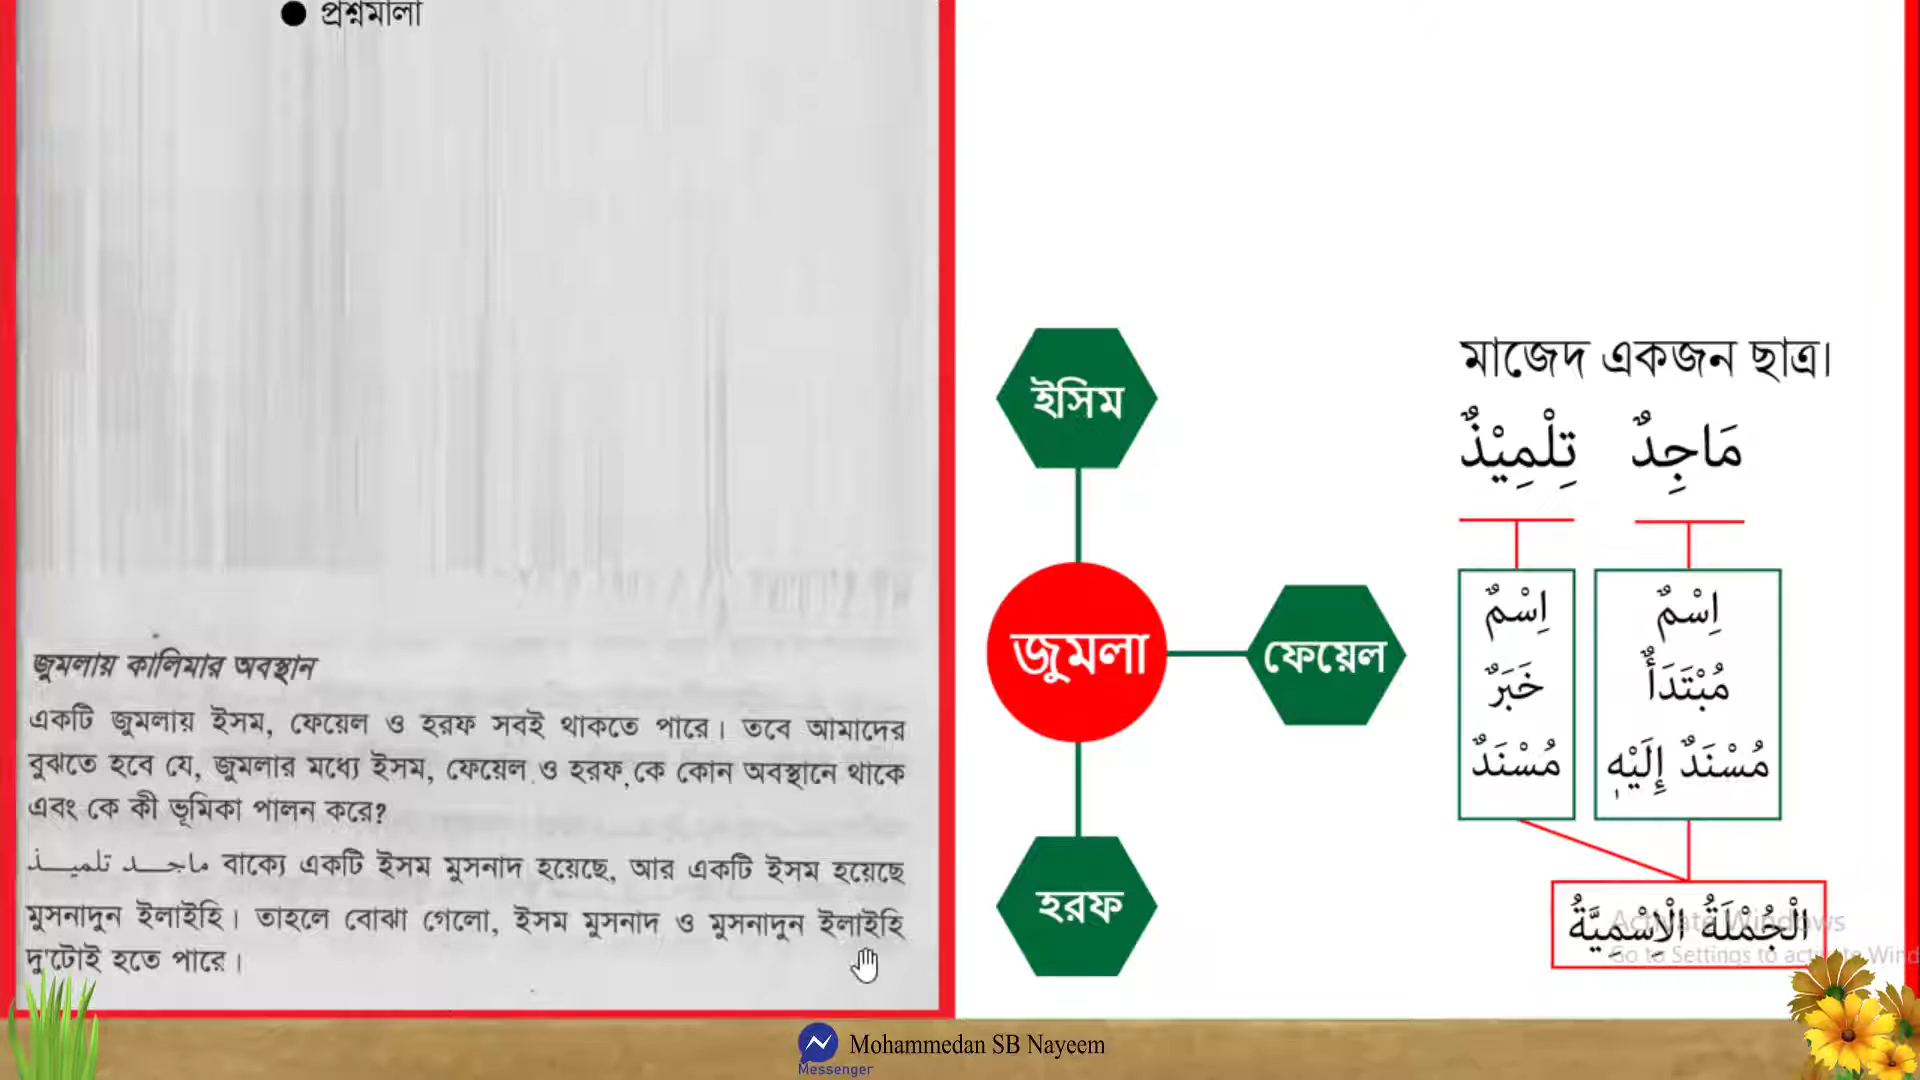 প্রশ্নমালা
জুমলায় কালিমার অবস্থান
একটি জুমলায় ইসম, ফেয়েল ও হরফ সবই থাকতে পারে। তবে আমাদের
বুঝতে হবে যে, জুমলার মধ্যে ইসম, ফেয়েল ও হরফ কে কোন অবস্থানে থাকে
এবং কে কী ভূমিকা পালন করে?
ماجد تلميذ বাক্যে একটি ইসম মুসনাদ হয়েছে, আর একটি ইসম হয়েছে
মুসনাদুন ইলাইহি। তাহলে বোঝা গেলো, ইসম মুসনাদ ও মুসনাদুন ইলাইহি
দু'টোই হতে পারে।
ইসিম
জুমলা
ফেয়েল
হরফ
মাজেদ একজন ছাত্র।
مَاجِدٌ تِلْمِيْذٌ
اِسْمٌ
مُبْتَدَأٌ
مُسْنَدٌ إِلَيْهِ
اِسْمٌ
خَبَرٌ
مُسْنَدٌ
الْجُمْلَةُ الْاِسْمِيَّةُ
Activate Windows
Go to Settings to activate Wind
Mohammedan SB Nayeem
Messenger